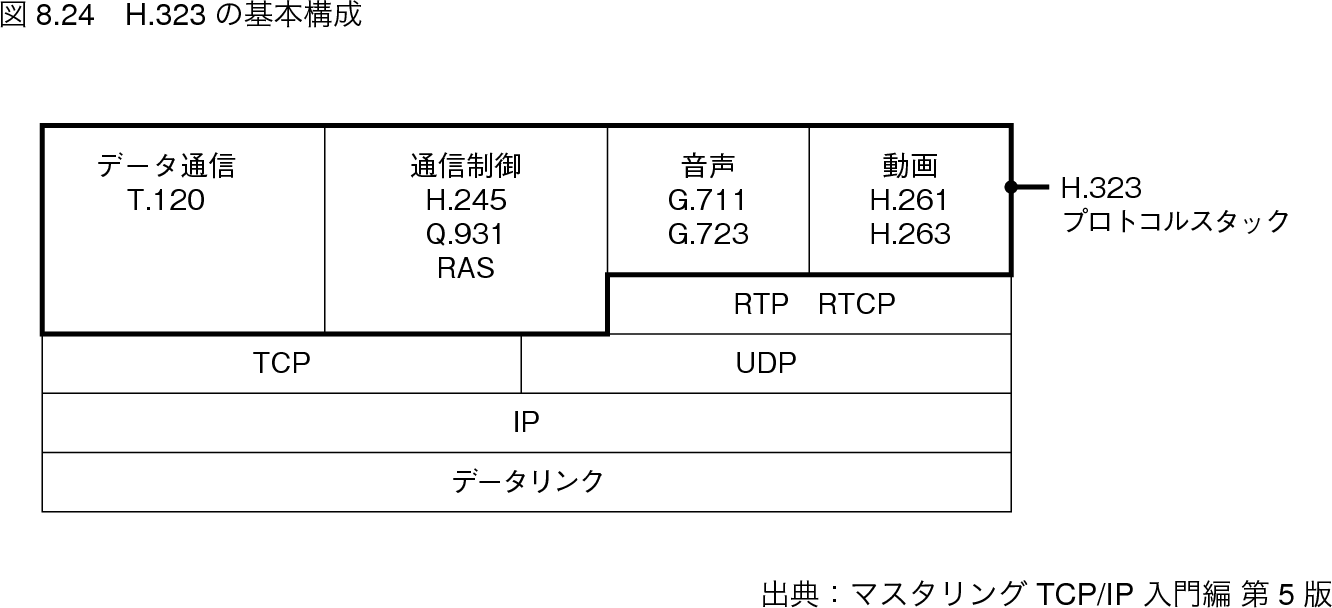 図 8.24　H.323 の基本構成
データ通信
T.120
通信制御
H.245
Q.931
RAS
音声
G.711
G.723
動画
H.261
H.263
H.323
プロトコルスタック
RTP　RTCP
TCP
UDP
IP
データリンク
出典：マスタリング TCP/IP 入門編 第 5 版